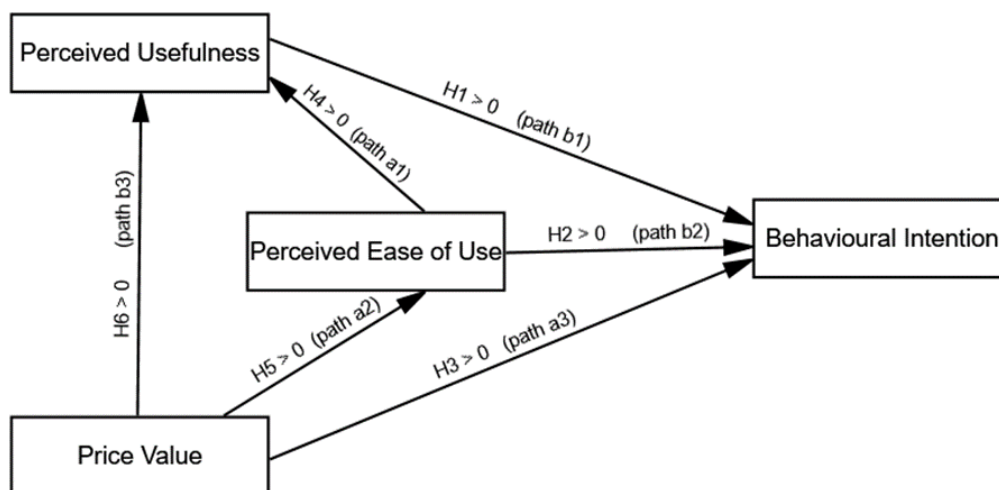 Perceived Usefulness
H1 > 0 (path b1)
H4 > 0 (path a1)
H6 > 0 (path b3)
Perceived Ease of Use
H2 > 0 (path b2)
Behavioural Intention
H5 > 0 (path a2)
H3 > 0 (path a3)
Price Value